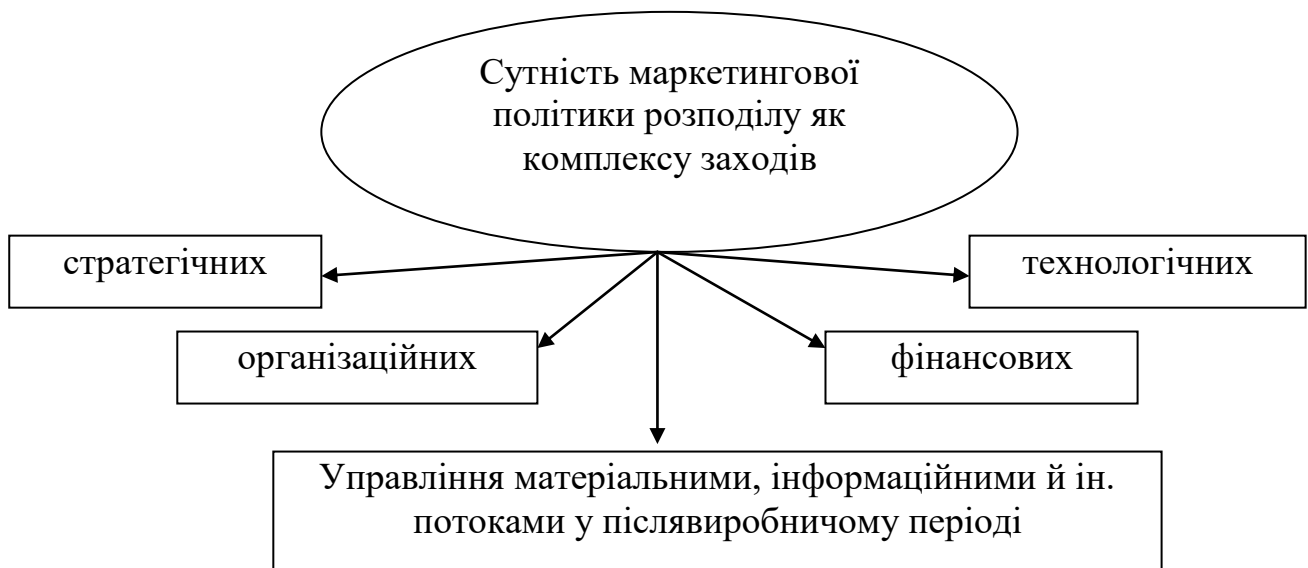 Сутність маркетингової
політики розподілу як
комплексу заходів
стратегічних
технологічних
організаційних
фінансових
Управління матеріальними, інформаційними й ін.
потоками у післявиробничому періоді